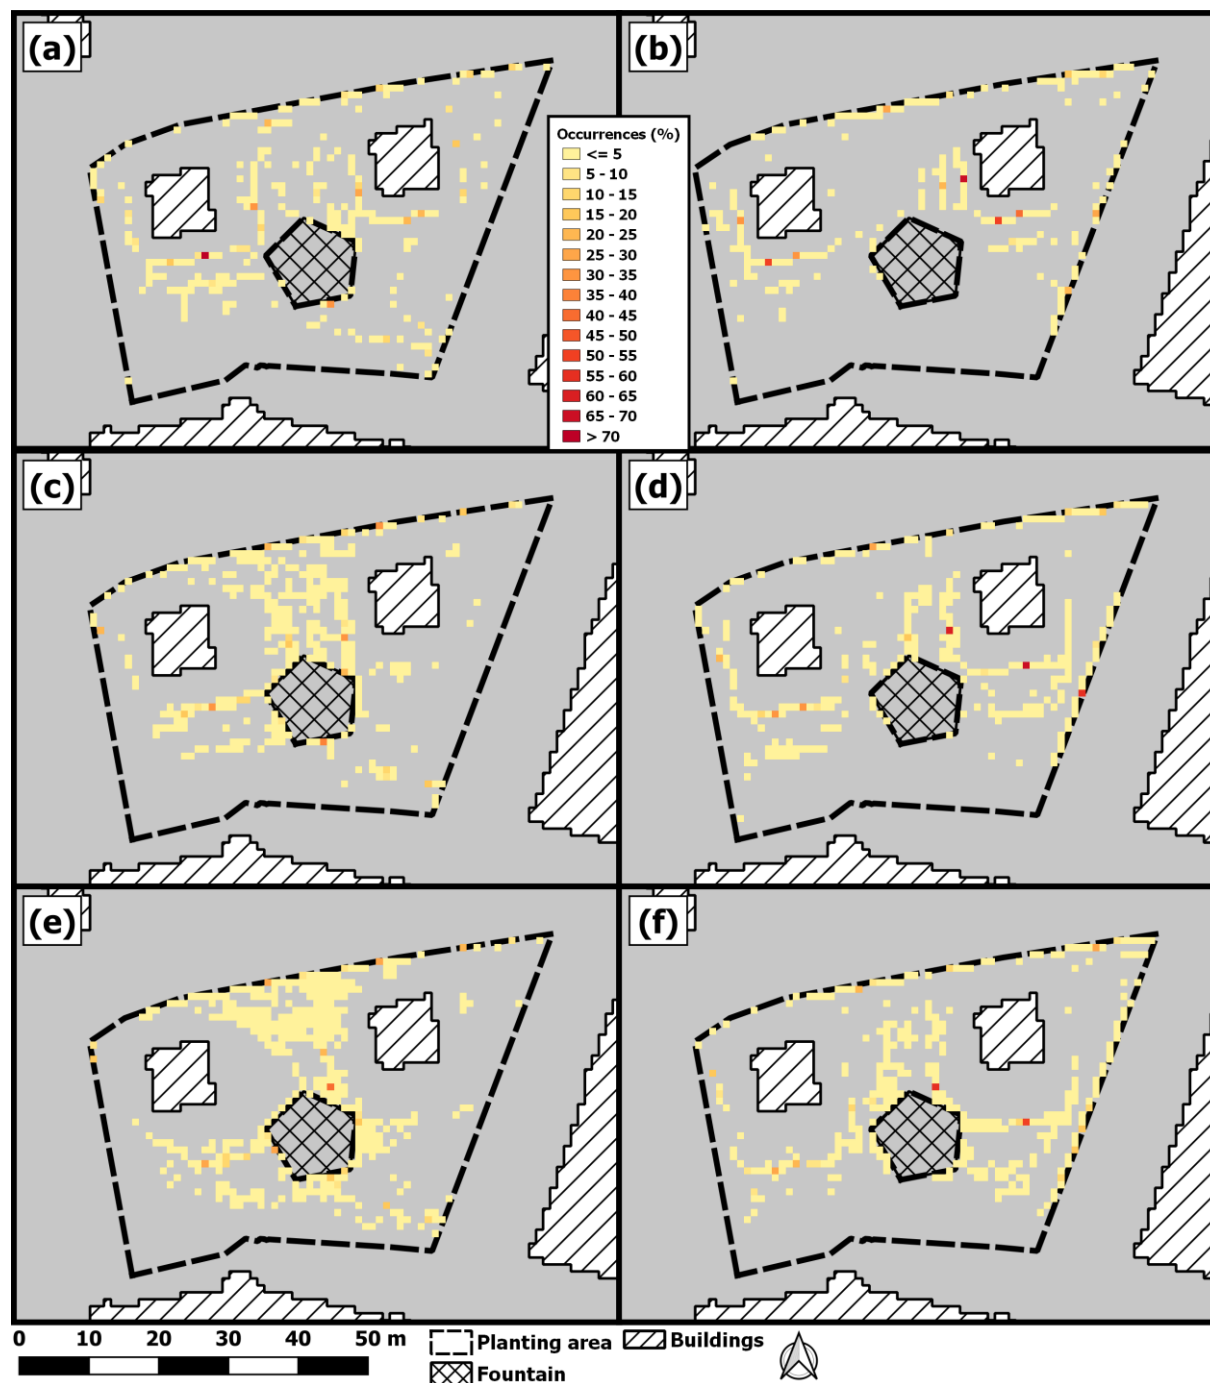 (a)
(b)
Occurrences (%)
<= 5
5 - 10
10 - 15
15 - 20
20 - 25
25 - 30
30 - 35
35 - 40
40 - 45
45 - 50
50 - 55
55 - 60
60 - 65
65 - 70
> 70
(c)
(d)
(e)
(f)
0 10 20 30 40 50 m
Planting area
Buildings
Fountain